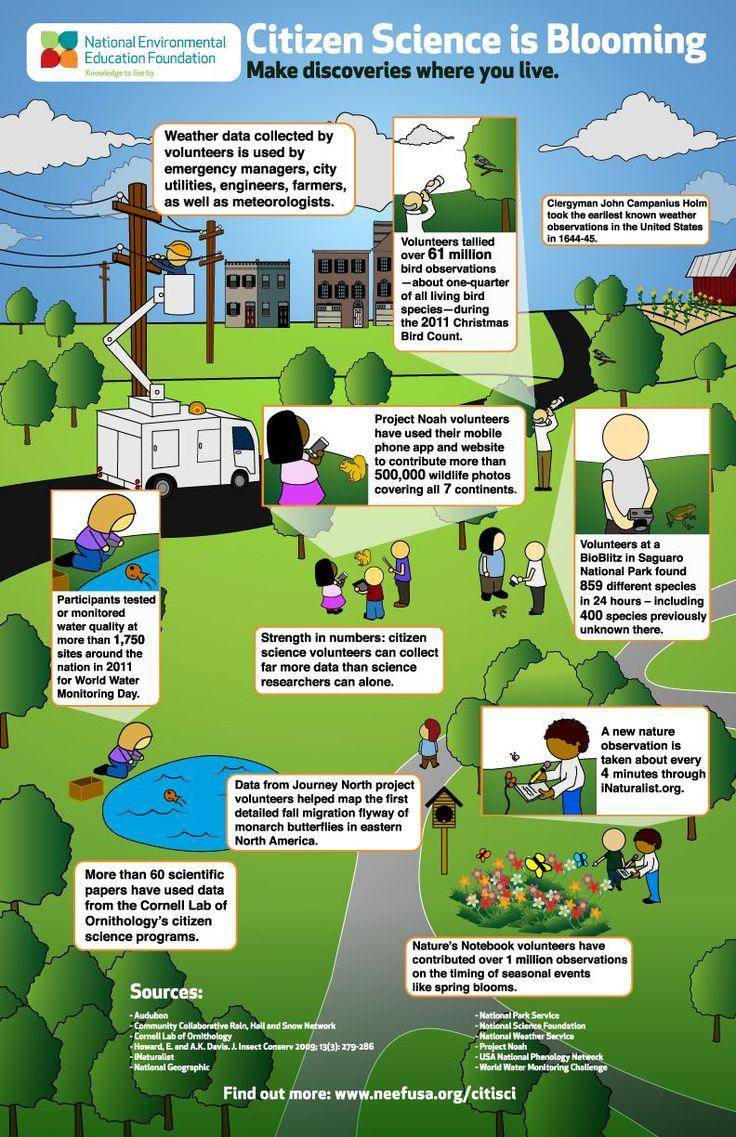 National Environmental
Education Foundation
Knowledge to live by
Citizen Science is Blooming
Make discoveries where you live.
Weather data collected by
volunteers is used by
emergency managers, city
utilities, engineers, farmers,
as well as meteorologists.
Volunteers tallied
over 61 million
bird observations
—about one-quarter
of all living bird
species—during
the 2011 Christmas
Bird Count.
Clergyman John Campanius Holm
took the earliest known weather
observations in the United States
in 1644-45.
Project Noah volunteers
have used their mobile
phone app and website
to contribute more than
500,000 wildlife photos
covering all 7 continents.
Volunteers at a
BioBlitz in Saguaro
National Park found
859 different species
in 24 hours – including
400 species previously
unknown there.
Participants tested
or monitored
water quality at
more than 1,750
sites around the
nation in 2011
for World Water
Monitoring Day.
Strength in numbers: citizen
science volunteers can collect
far more data than science
researchers can alone.
A new nature
observation is
taken about every
4 minutes through
iNaturalist.org.
Data from Journey North project
volunteers helped map the first
detailed fall migration flyway of
monarch butterflies in eastern
North America.
More than 60 scientific
papers have used data
from the Cornell Lab of
Ornithology's citizen
science programs.
Nature's Notebook volunteers have
contributed over 1 million observations
on the timing of seasonal events
like spring blooms.
Sources:
- Audubon
- Community Collaborative Rain, Hail and Snow Network
- Cornell Lab of Ornithology
- Howard, E. and A.K. Davis. J. Insect Conserv 2009; 13(3): 279-286
- iNaturalist
- National Geographic
- National Park Service
- National Science Foundation
- National Weather Service
- Project Noah
- USA National Phenology Network
- World Water Monitoring Challenge
Find out more: www.neefusa.org/citisci